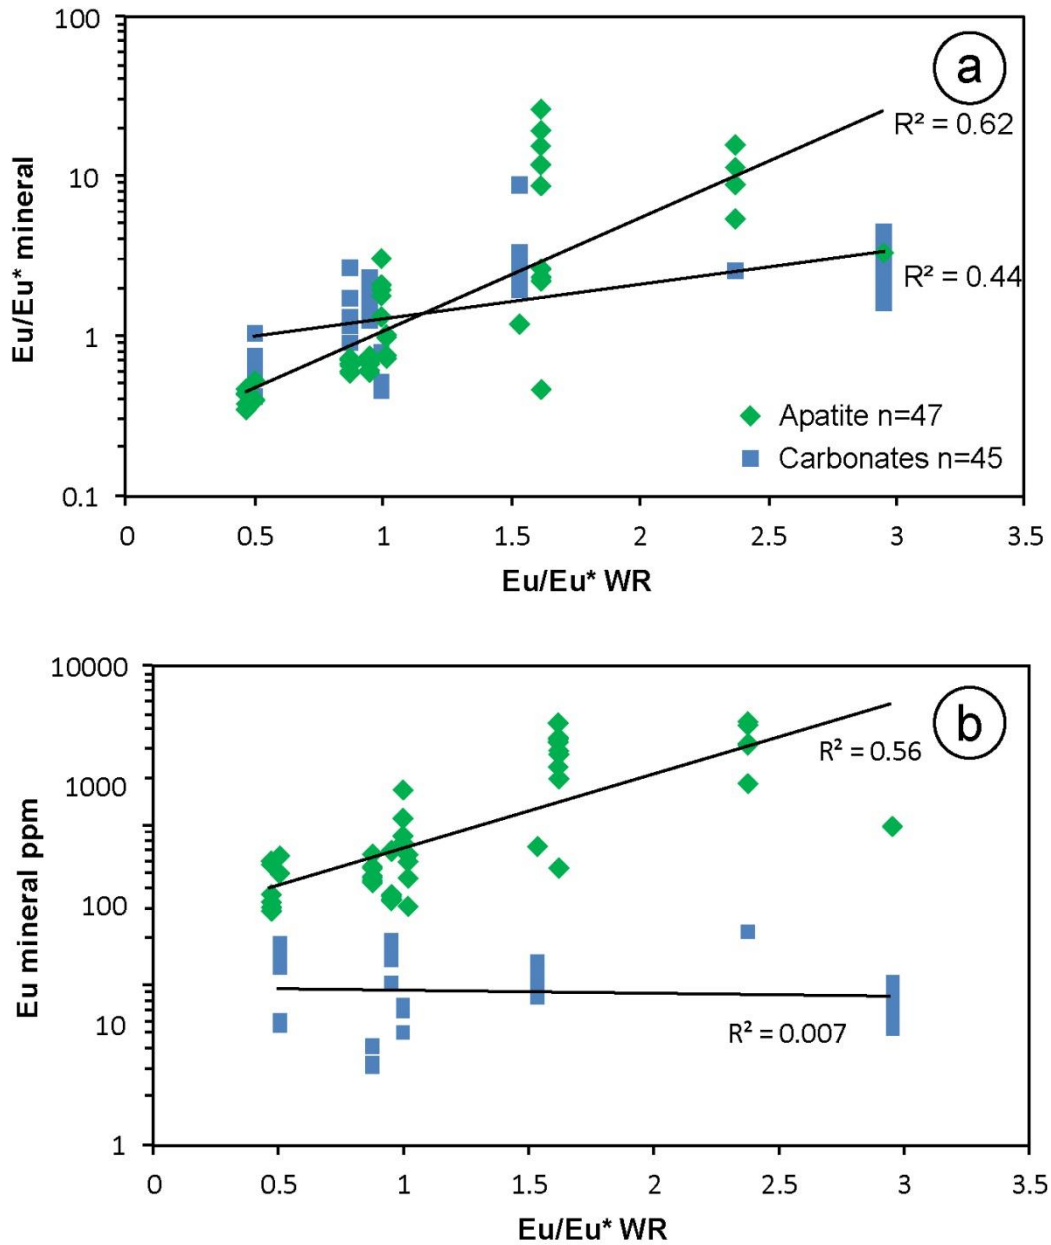 100
a
R² = 0.62
10
Eu/Eu* mineral
R² = 0.44
1
Apatite n=47
Carbonates n=45
0.1
0 0.5 1 1.5 2 2.5 3 3.5
Eu/Eu* WR
10000
b
R² = 0.56
1000
Eu mineral ppm
100
10
R² = 0.007
1
0 0.5 1 1.5 2 2.5 3 3.5
Eu/Eu* WR